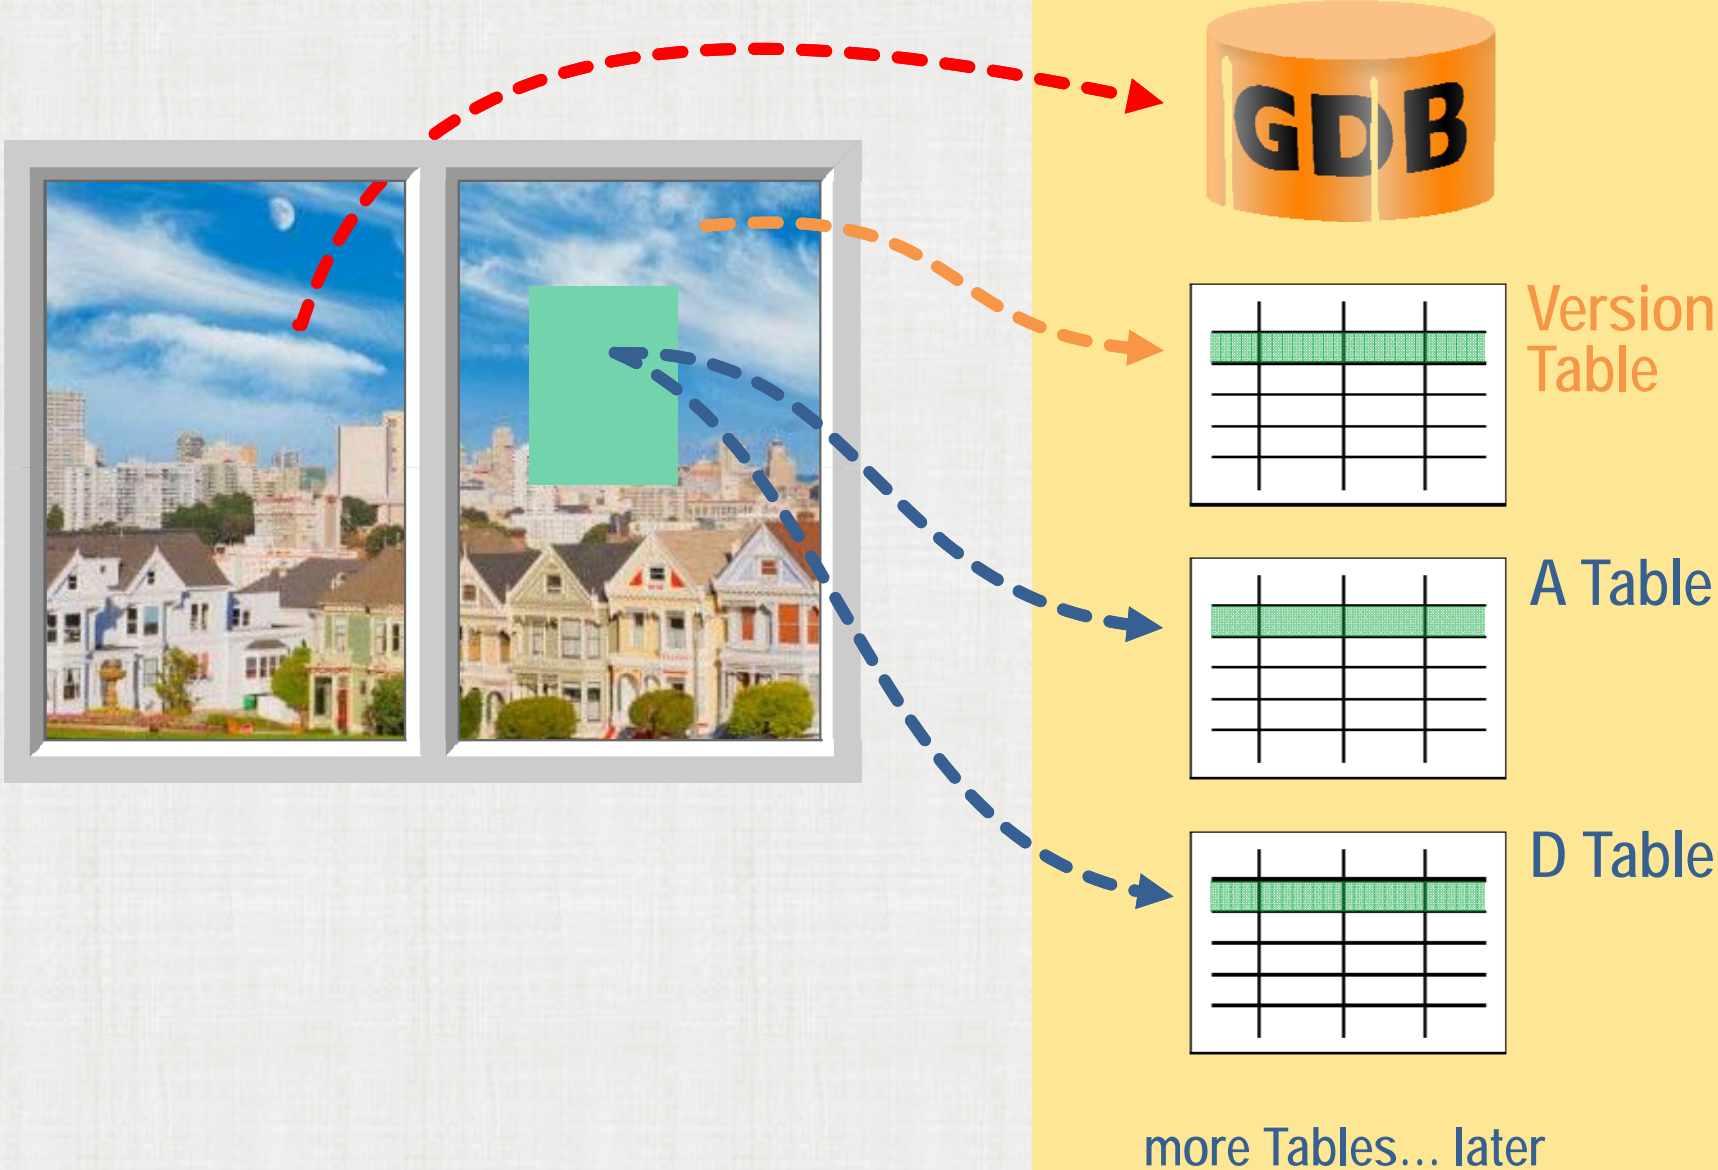 GDB
Version
Table
A Table
D Table
more Tables... later